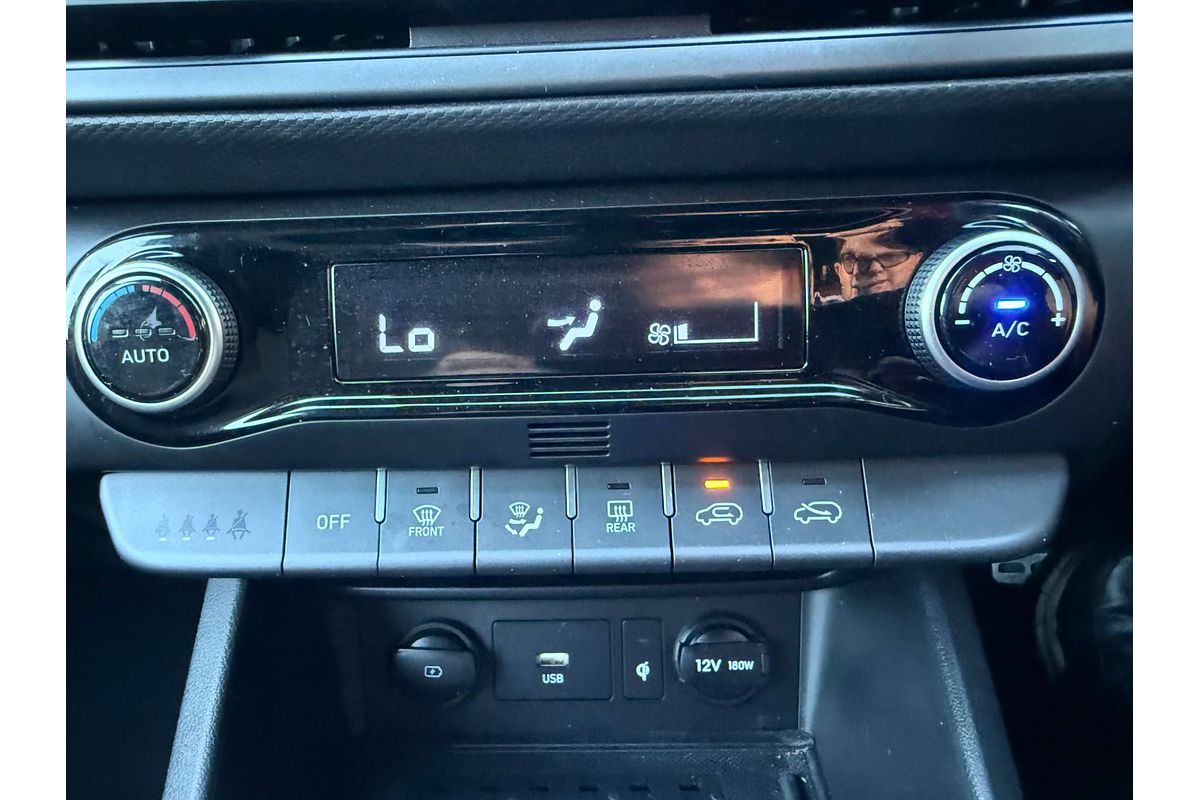 AUTO
Lo
A/C
OFF
FRONT
REAR
USB
12V 180W